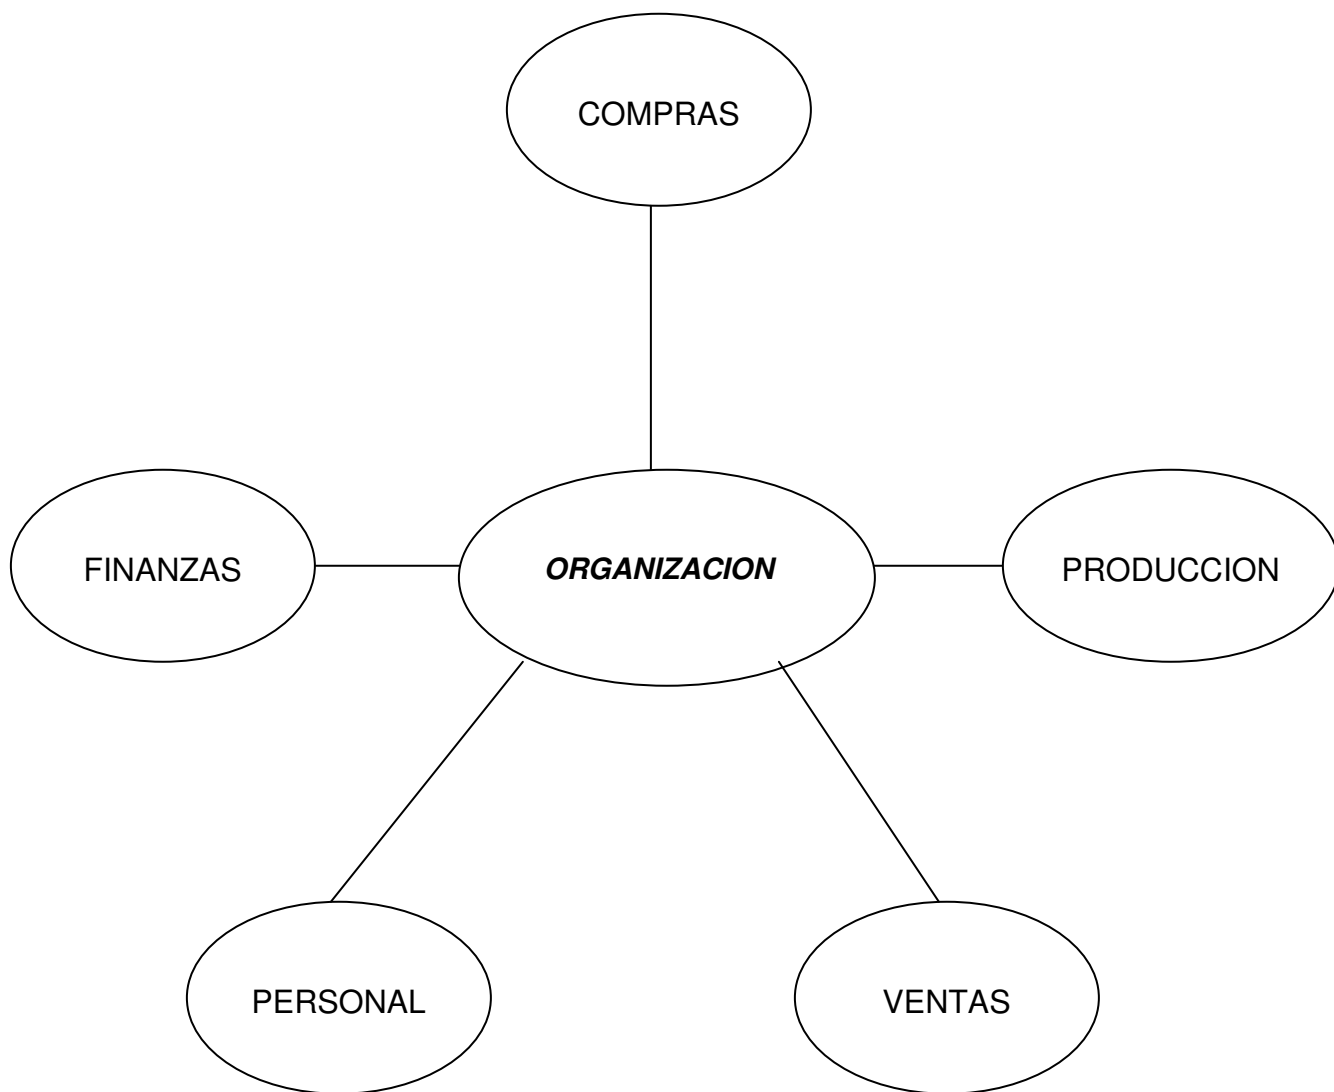 COMPRAS
FINANZAS
ORGANIZACION
PRODUCCION
PERSONAL
VENTAS